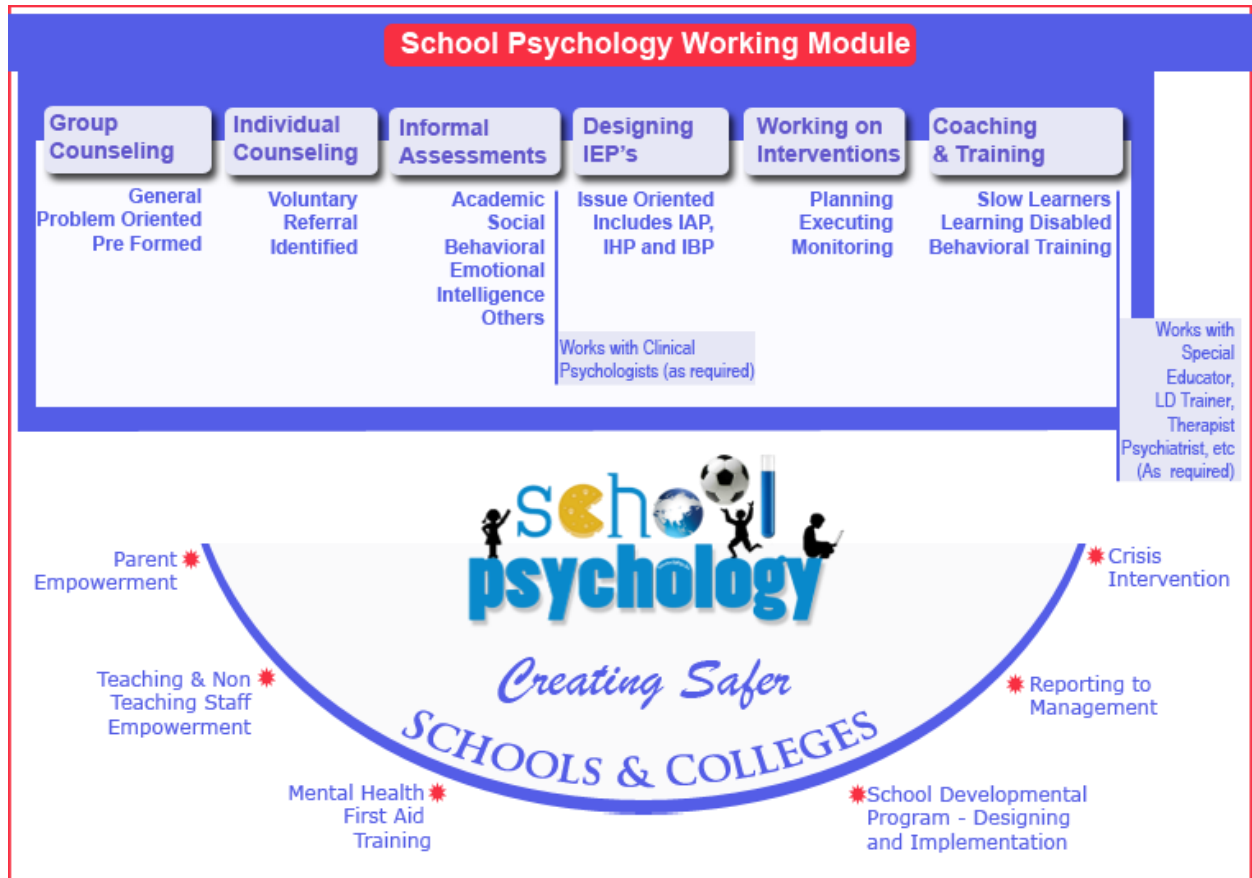 School Psychology Working Module
Group
Counseling
General
Problem Oriented
Pre Formed
Individual
Counseling
Voluntary
Referral
Identified
Informal
Assessments
Academic
Social
Behavioral
Emotional
Intelligence
Others
Designing
IEP's
Issue Oriented
Includes IAP,
IHP and IBP
Works with Clinical
Psychologists (as required)
Working on
Interventions
Planning
Executing
Monitoring
Coaching
& Training
Slow Learners
Learning Disabled
Behavioral Training
Works with
Special
Educator,
LD Trainer,
Therapist
Psychiatrist, etc
(As required)
school
psychology
Creating Safer
SCHOOLS & COLLEGES
Parent
Empowerment
Teaching & Non
Teaching Staff
Empowerment
Mental Health
First Aid
Training
School Developmental
Program - Designing
and Implementation
Reporting to
Management
Crisis
Intervention